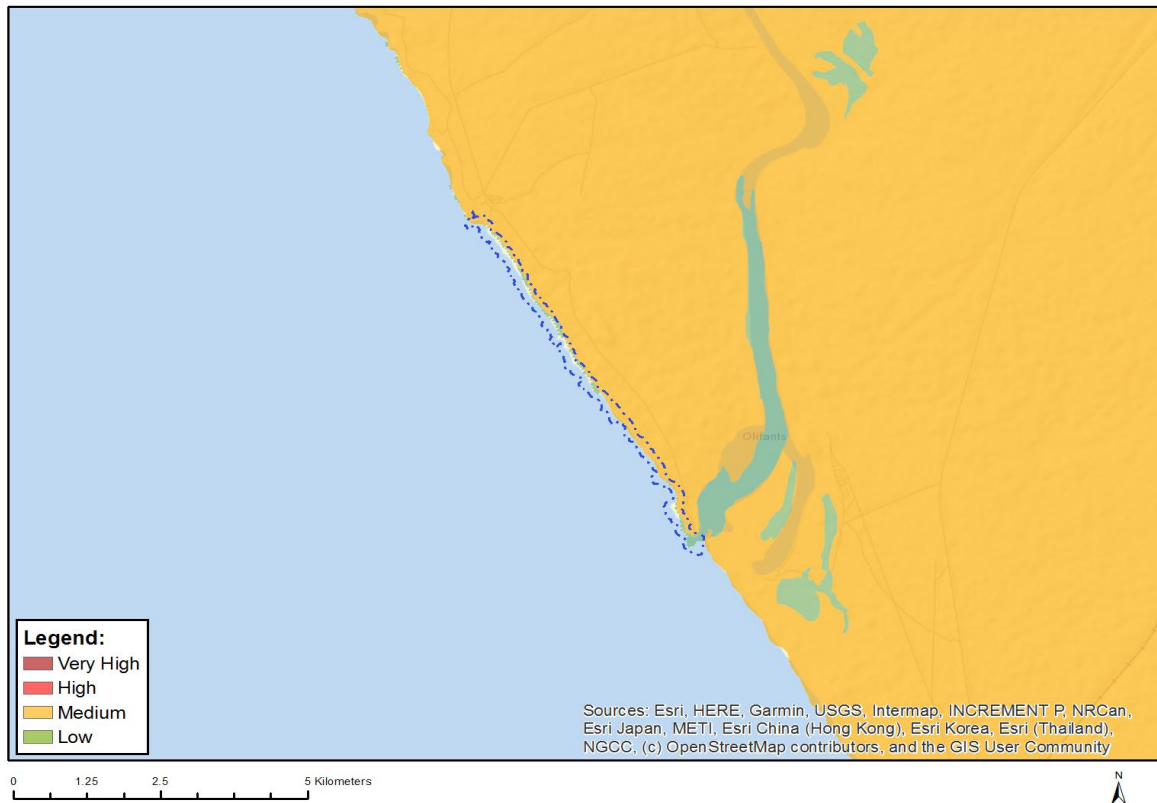 Olifants
Legend:
Very High
High
Medium
Low
Sources: Esri, HERE, Garmin, USGS, Intermap, INCREMENT P, NRCan,
Esri Japan, METI, Esri China (Hong Kong), Esri Korea, Esri (Thailand),
NGCC, (c) OpenStreetMap contributors, and the GIS User Community
0 1.25 2.5 5 Kilometers
N